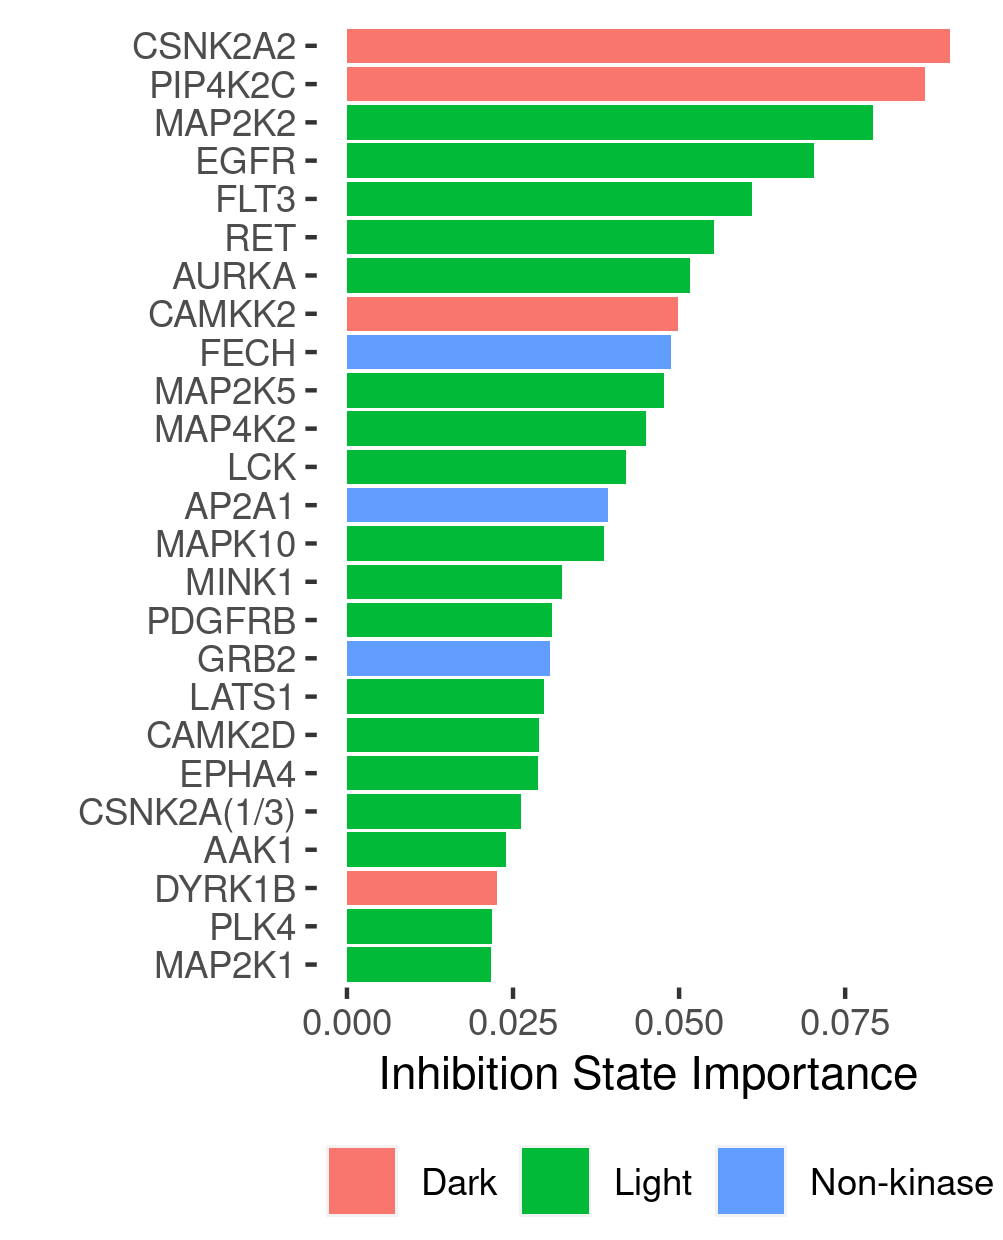 CSNK2A2
PIP4K2C
MAP2K2
EGFR
FLT3
RET
AURKA
CAMKK2
FECH
MAP2K5
MAP4K2
LCK
AP2A1
MAPK10
MINK1
PDGFRB
GRB2
LATS1
CAMK2D
EPHA4
CSNK2A(1/3)
AAK1
DYRK1B
PLK4
MAP2K1
0.000 0.025 0.050 0.075
Inhibition State Importance
Dark Light Non-kinase